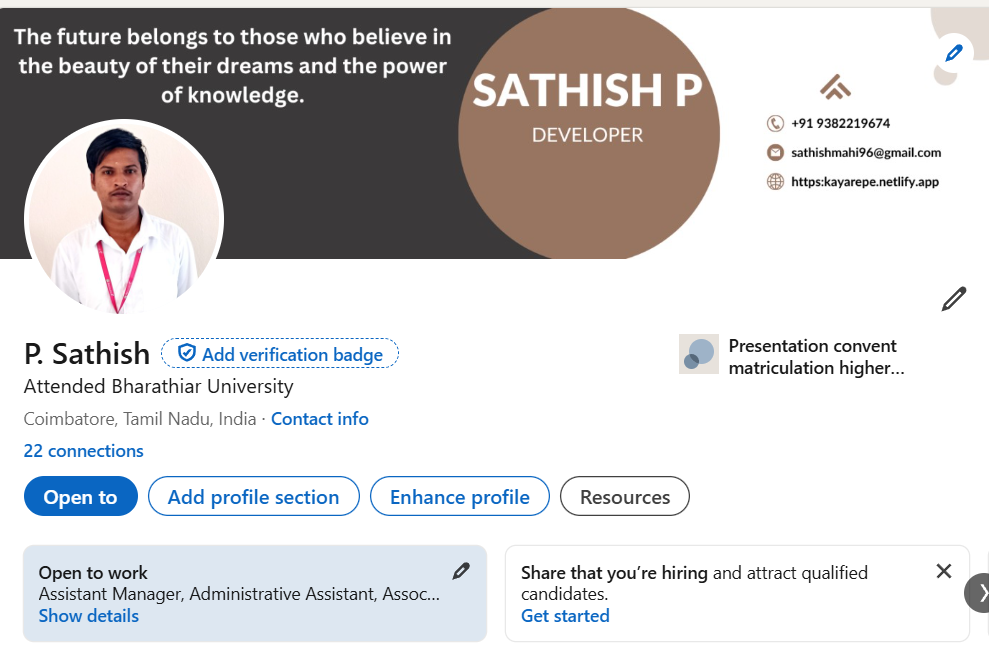 The future belongs to those who believe in
the beauty of their dreams and the power
of knowledge.
SATHISH P
DEVELOPER
+91 9382219674
sathishmahi96@gmail.com
https:kayarepe.netlify.app
P. Sathish
Add verification badge
Attended Bharathiar University
Coimbatore, Tamil Nadu, India · Contact info
22 connections
Presentation convent
matriculation higher...
Open to
Add profile section
Enhance profile
Resources
Open to work
Assistant Manager, Administrative Assistant, Assoc...
Show details
Share that you're hiring and attract qualified
candidates.
Get started